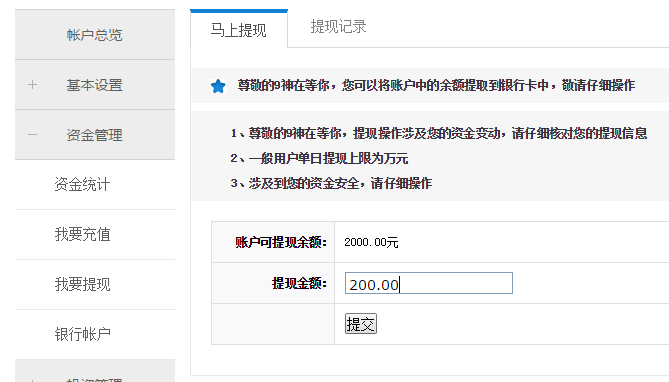 帐户总览
基本设置
资金管理
资金统计
我要充值
我要提现
银行帐户
投资管理
马上提现 提现记录
尊敬的9神在等你，您可以将账户中的余额提取到银行卡中，敬请仔细操作
1、尊敬的9神在等你，提现操作涉及您的资金变动，请仔细核对您的提现信息
2、一般用户单日提现上限为万元
3、涉及到您的资金安全，请仔细操作
账户可提现余额： 2000.00元
提现金额： 200.00
提交